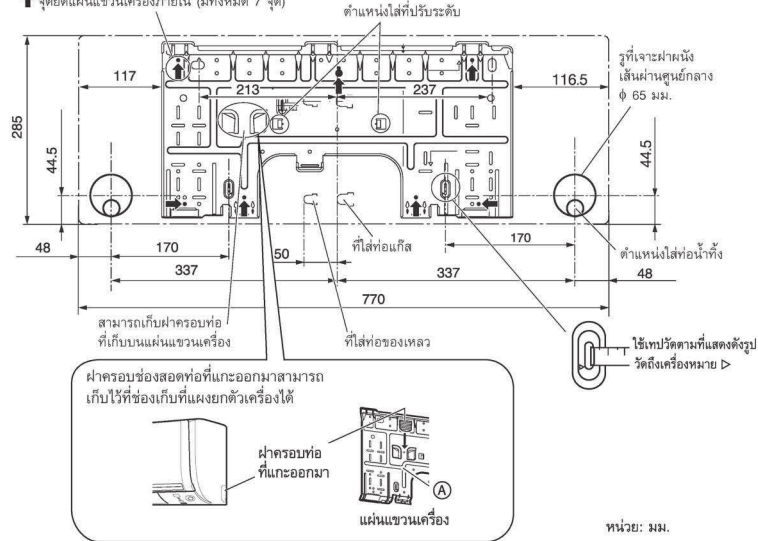 จุดยึดแผ่นแขวนเครื่องภายใน (มีทั้งหมด 7 จุด)
ตำแหน่งใส่ที่ปรับระดับ
รูที่เจาะฝาผนัง
เส้นผ่านศูนย์กลาง
ϕ 65 มม.
117
213
237
116.5
285
44.5
44.5
48
170
50
ที่ใส่ท่อแก๊ส
170
ตำแหน่งใส่ท่อน้ำทิ้ง
337
337
48
770
สามารถเก็บฝาครอบท่อ
ที่เก็บบนแผ่นแขวนเครื่อง
ที่ใส่ท่อของเหลว
ใช้เทปวัดตามที่แสดงดังรูป
วัดถึงเครื่องหมาย ▷
ฝาครอบช่องสอดท่อที่แกะออกมาสามารถ
เก็บไว้ที่ช่องเก็บที่แผงยกตัวเครื่องได้
ฝาครอบท่อ
ที่แกะออกมา
A
แผ่นแขวนเครื่อง
หน่วย: มม.